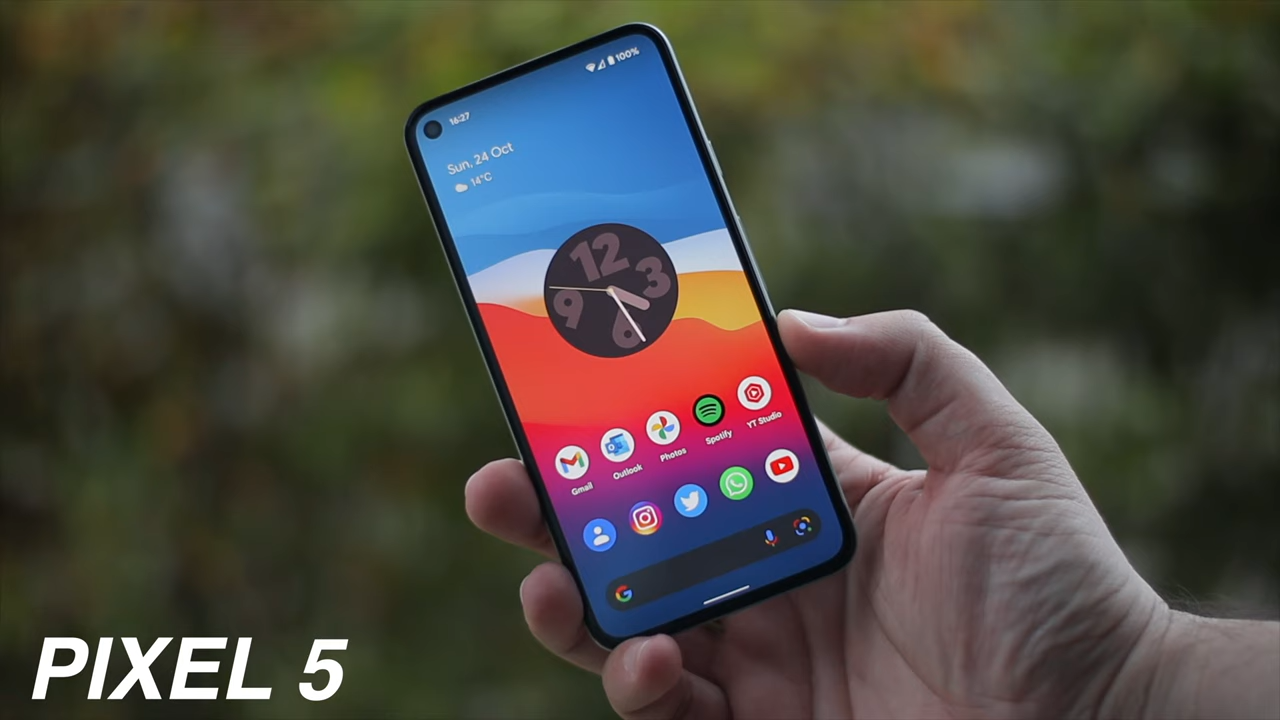 100%
16:27
Sun, 24 Oct
14°C
12
3
9
6
Gmail
Outlook
Photos
Spotify
YT Studio
PIXEL 5